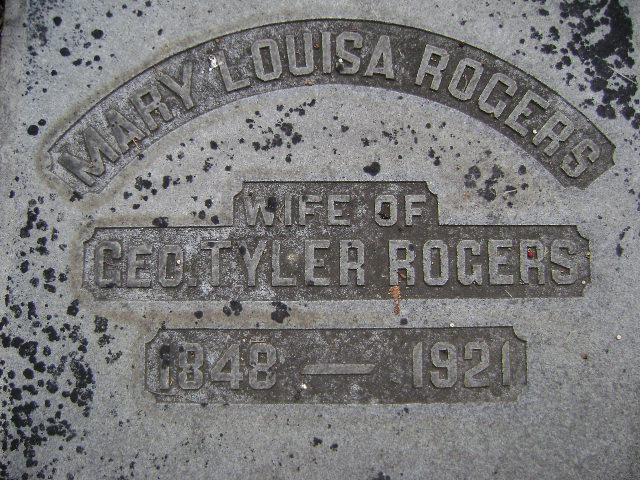 MARY LOUISA ROGERS
WIFE OF
GEO. TYLER ROGERS
1848 — 1921